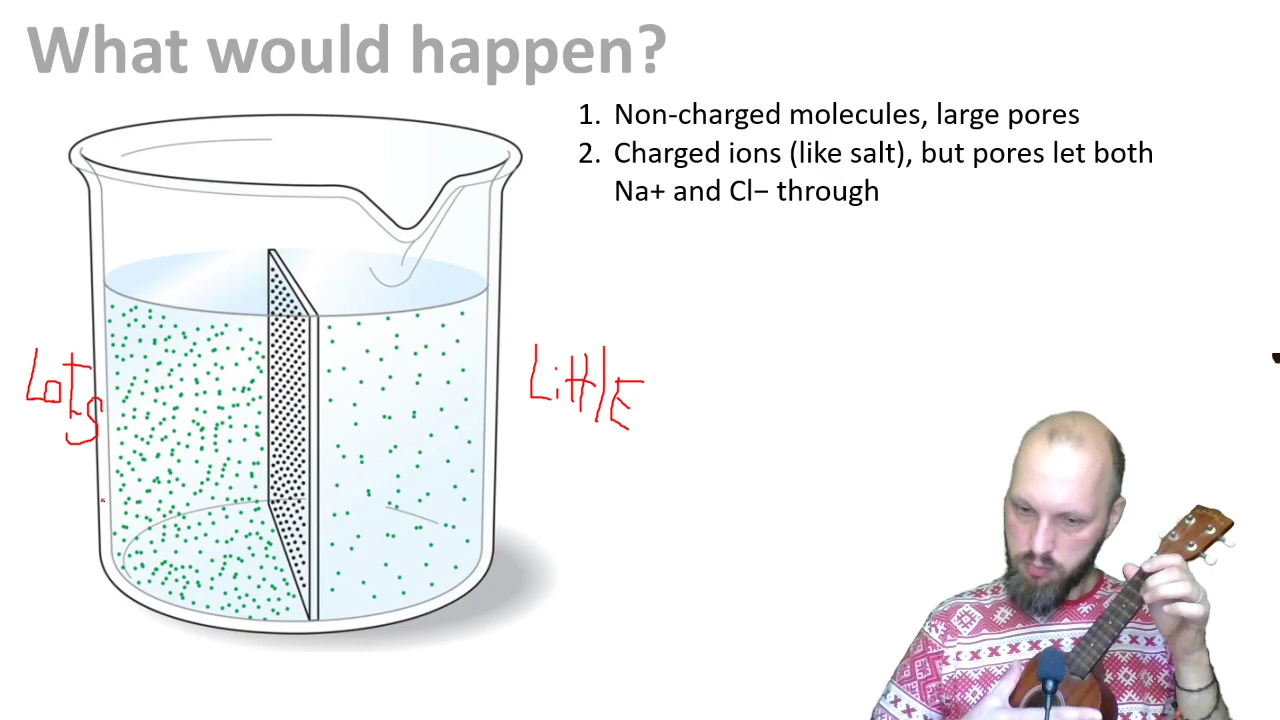 What would happen?
1. Non-charged molecules, large pores
2. Charged ions (like salt), but pores let both
Na+ and Cl− through
Lots
LittlE